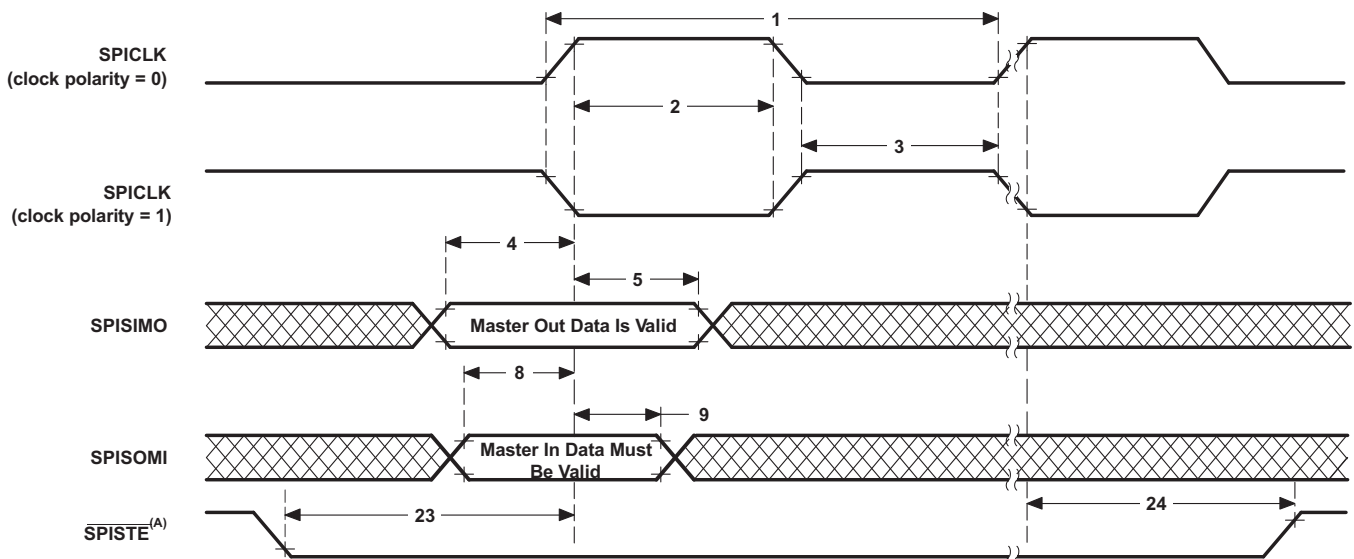 1
SPICLK
(clock polarity = 0)
2
3
SPICLK
(clock polarity = 1)
4
5
SPISIMO
Master Out Data Is Valid
8
9
SPISOMI
Master In Data Must
Be Valid
23
24
SPISTE(A)